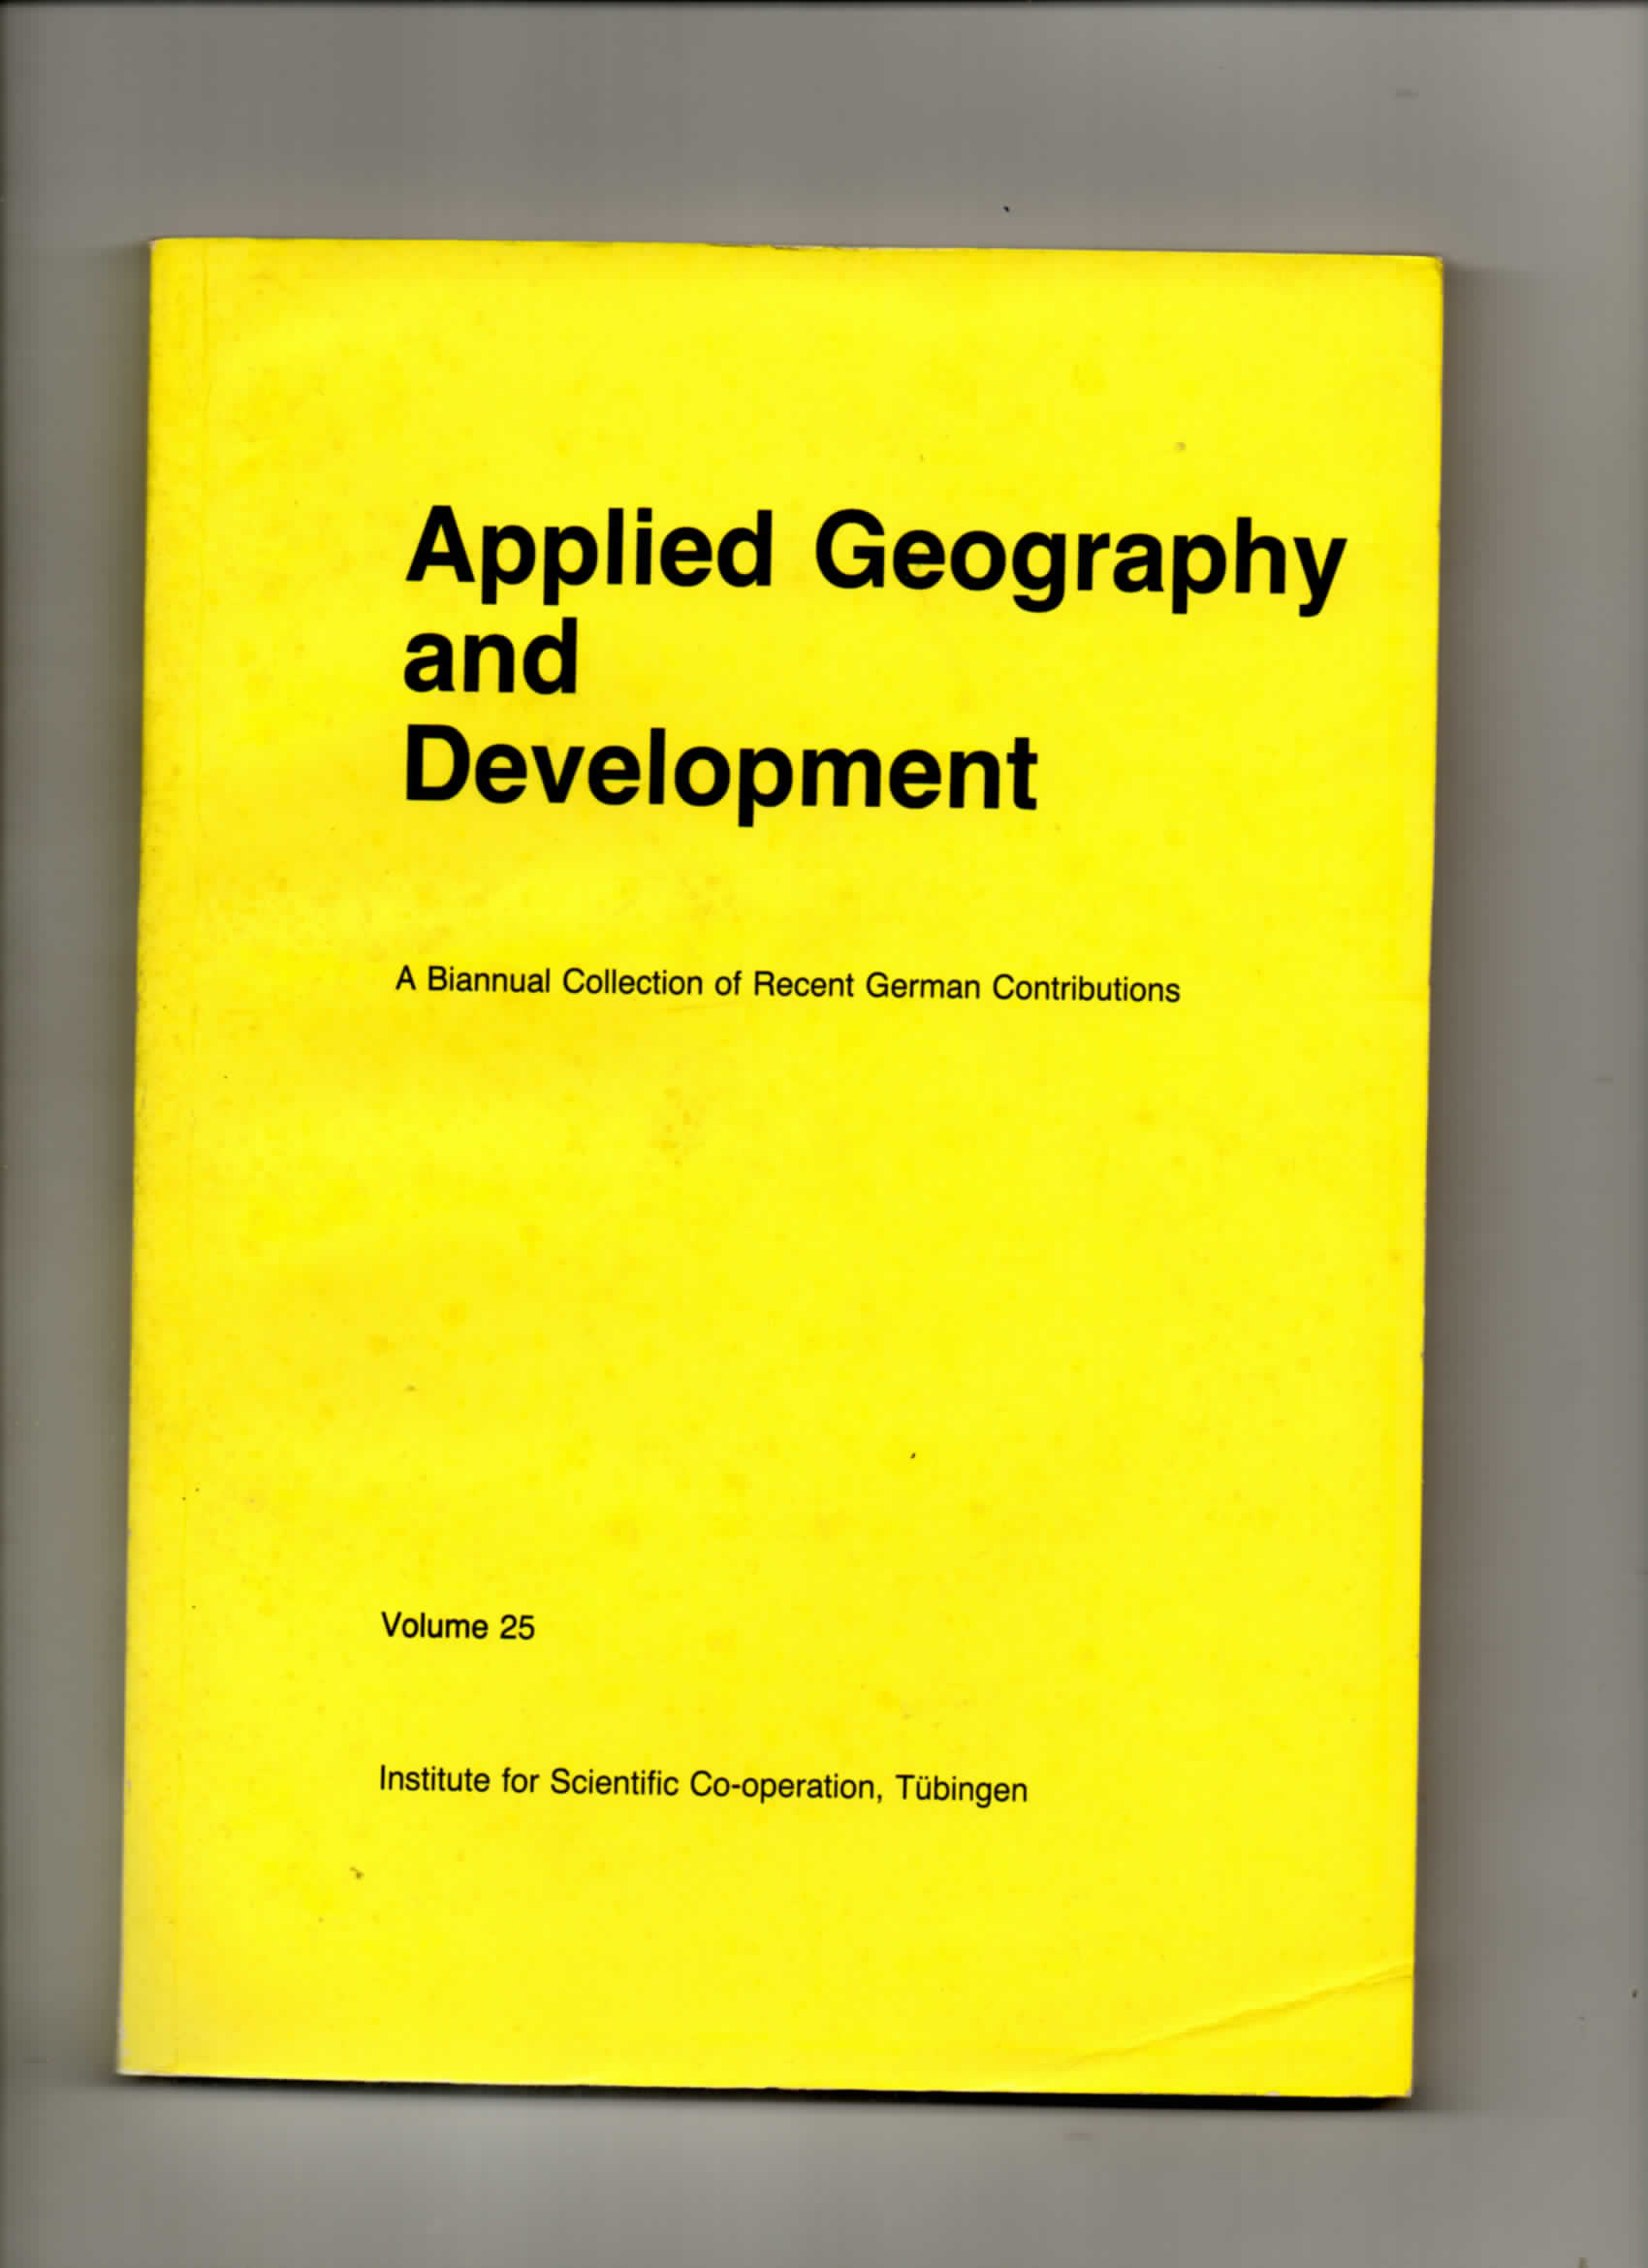 Applied Geography
and
Development
A Biannual Collection of Recent German Contributions
Volume 25
Institute for Scientific Co-operation, Tübingen